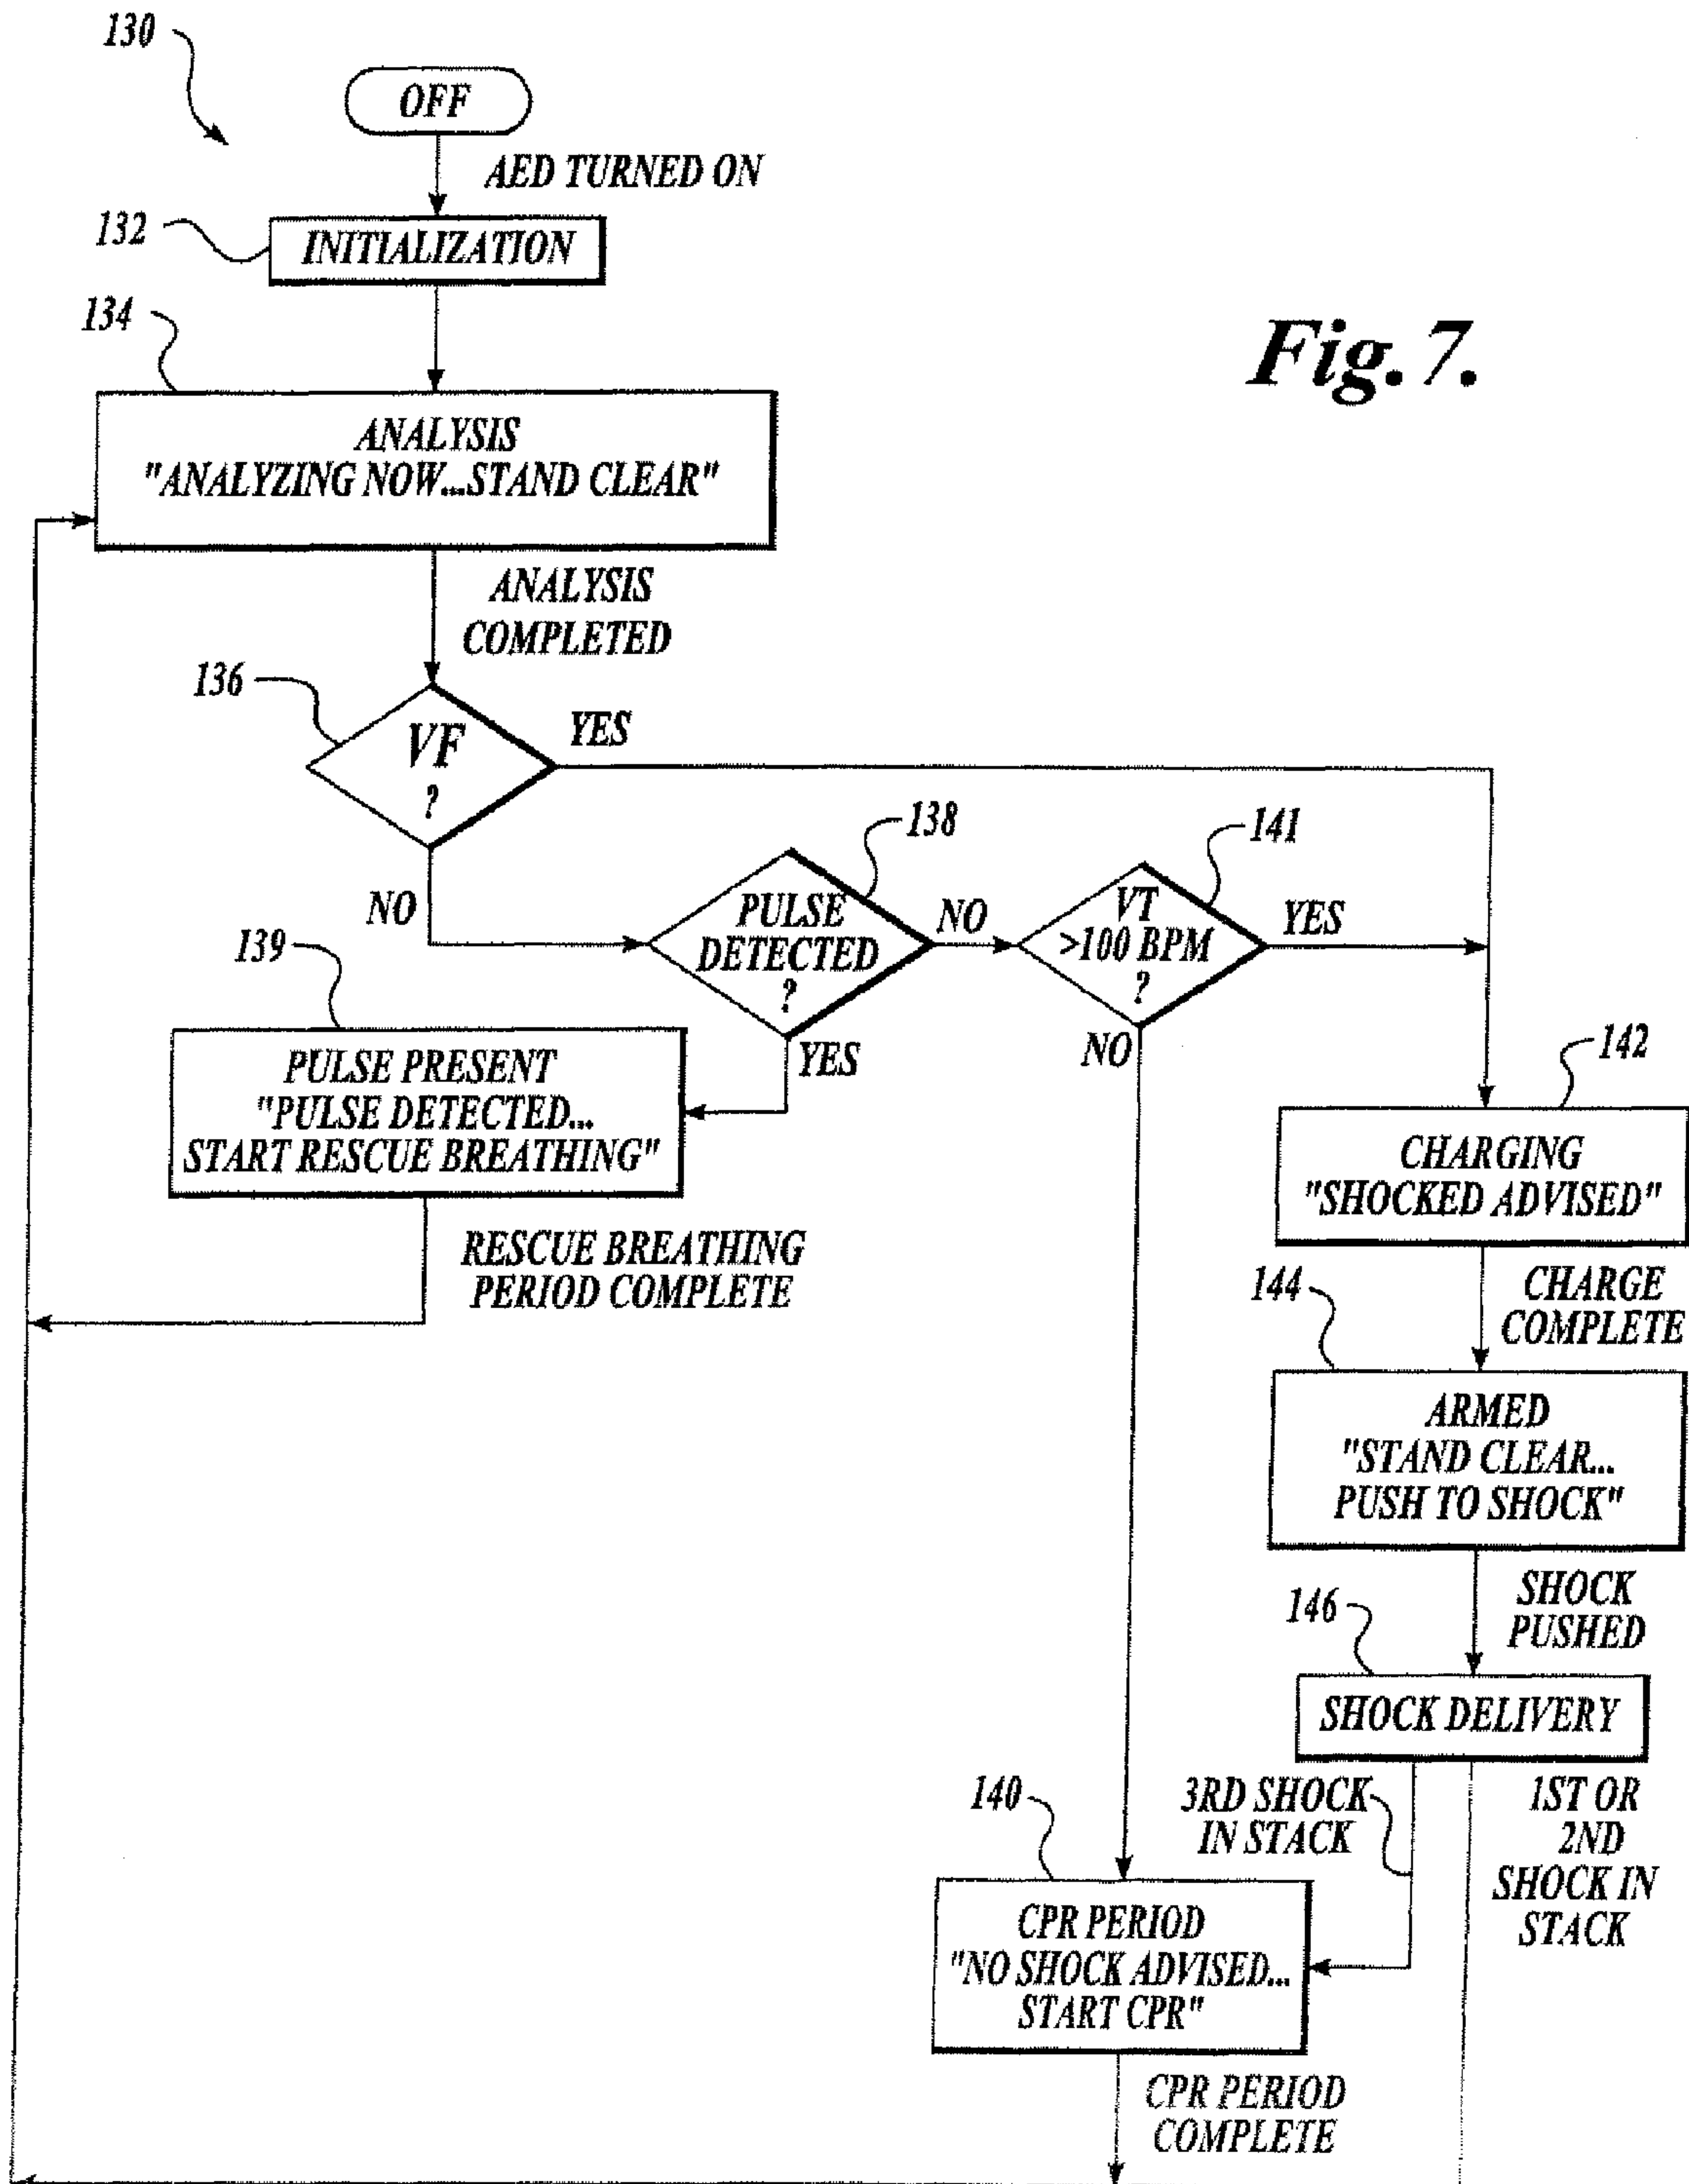 130
OFF
AED TURNED ON
132
INITIALIZATION
134
Fig. 7.
ANALYSIS
"ANALYZING NOW...STAND CLEAR"
ANALYSIS
COMPLETED
136
VF
?
YES
NO
138
PULSE
DETECTED
?
NO
YES
141
VT
>100 BPM
?
YES
NO
139
PULSE PRESENT
"PULSE DETECTED...
START RESCUE BREATHING"
RESCUE BREATHING
PERIOD COMPLETE
142
CHARGING
"SHOCKED ADVISED"
CHARGE
COMPLETE
144
ARMED
"STAND CLEAR...
PUSH TO SHOCK"
SHOCK
PUSHED
146
SHOCK DELIVERY
3RD SHOCK
IN STACK
1ST OR
2ND
SHOCK IN
STACK
140
CPR PERIOD
"NO SHOCK ADVISED...
START CPR"
CPR PERIOD
COMPLETE